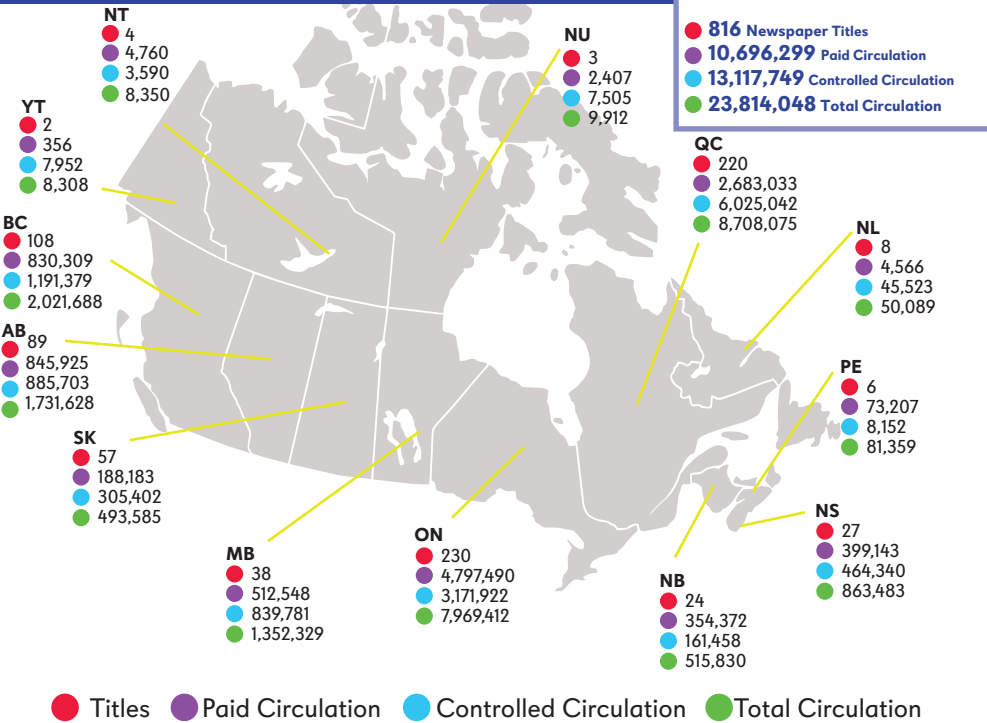 NT
4
4,760
3,590
8,350
NU
3
2,407
7,505
9,912
816 Newspaper Titles
10,696,299 Paid Circulation
13,117,749 Controlled Circulation
23,814,048 Total Circulation
YT
2
356
7,952
8,308
QC
220
2,683,033
6,025,042
8,708,075
BC
108
830,309
1,191,379
2,021,688
NL
8
4,566
45,523
50,089
AB
89
845,925
885,703
1,731,628
PE
6
73,207
8,152
81,359
SK
57
188,183
305,402
493,585
MB
38
512,548
839,781
1,352,329
ON
230
4,797,490
3,171,922
7,969,412
NB
24
354,372
161,458
515,830
NS
27
399,143
464,340
863,483
Titles Paid Circulation Controlled Circulation Total Circulation